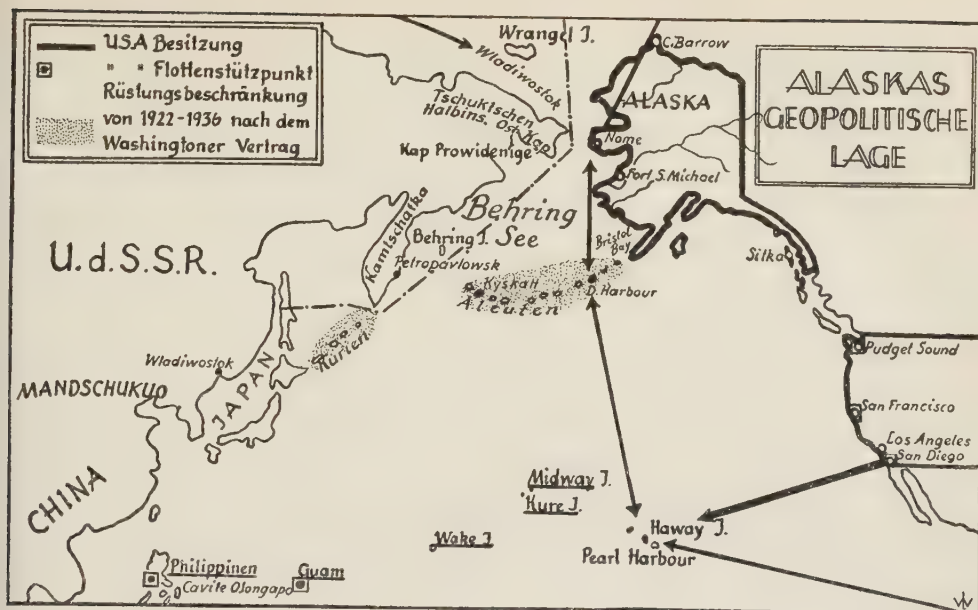 U.S.A Besitzung
" " Flottenstützpunkt
Rüstungsbeschränkung
von 1922-1936 nach dem
Washingtoner Vertrag
ALASKAS
GEOPOLITISCHE
LAGE
Wrangel J.
Wladiwostok
C. Barrow
ALASKA
Tschuktschen
Halbins. Ost Kap
Kap Prowidenige
Nome
Fort S. Michael
Behring
See
Behring J.
Kamtschatka
Petropavlowsk
Bristol
Bay
Sitka
U.d.S.S.R.
Kyskall
Aleuten
D. Harbour
Kurlen
Wladiwostok
JAPAN
MANDSCHUKUO
CHINA
Pudget Sound
San Francisco
Los Angeles
San Diego
Midway J.
Kure J.
Wake J.
Haway J.
Pearl Harbour
Philippinen
Cavite Olongapo
Guam